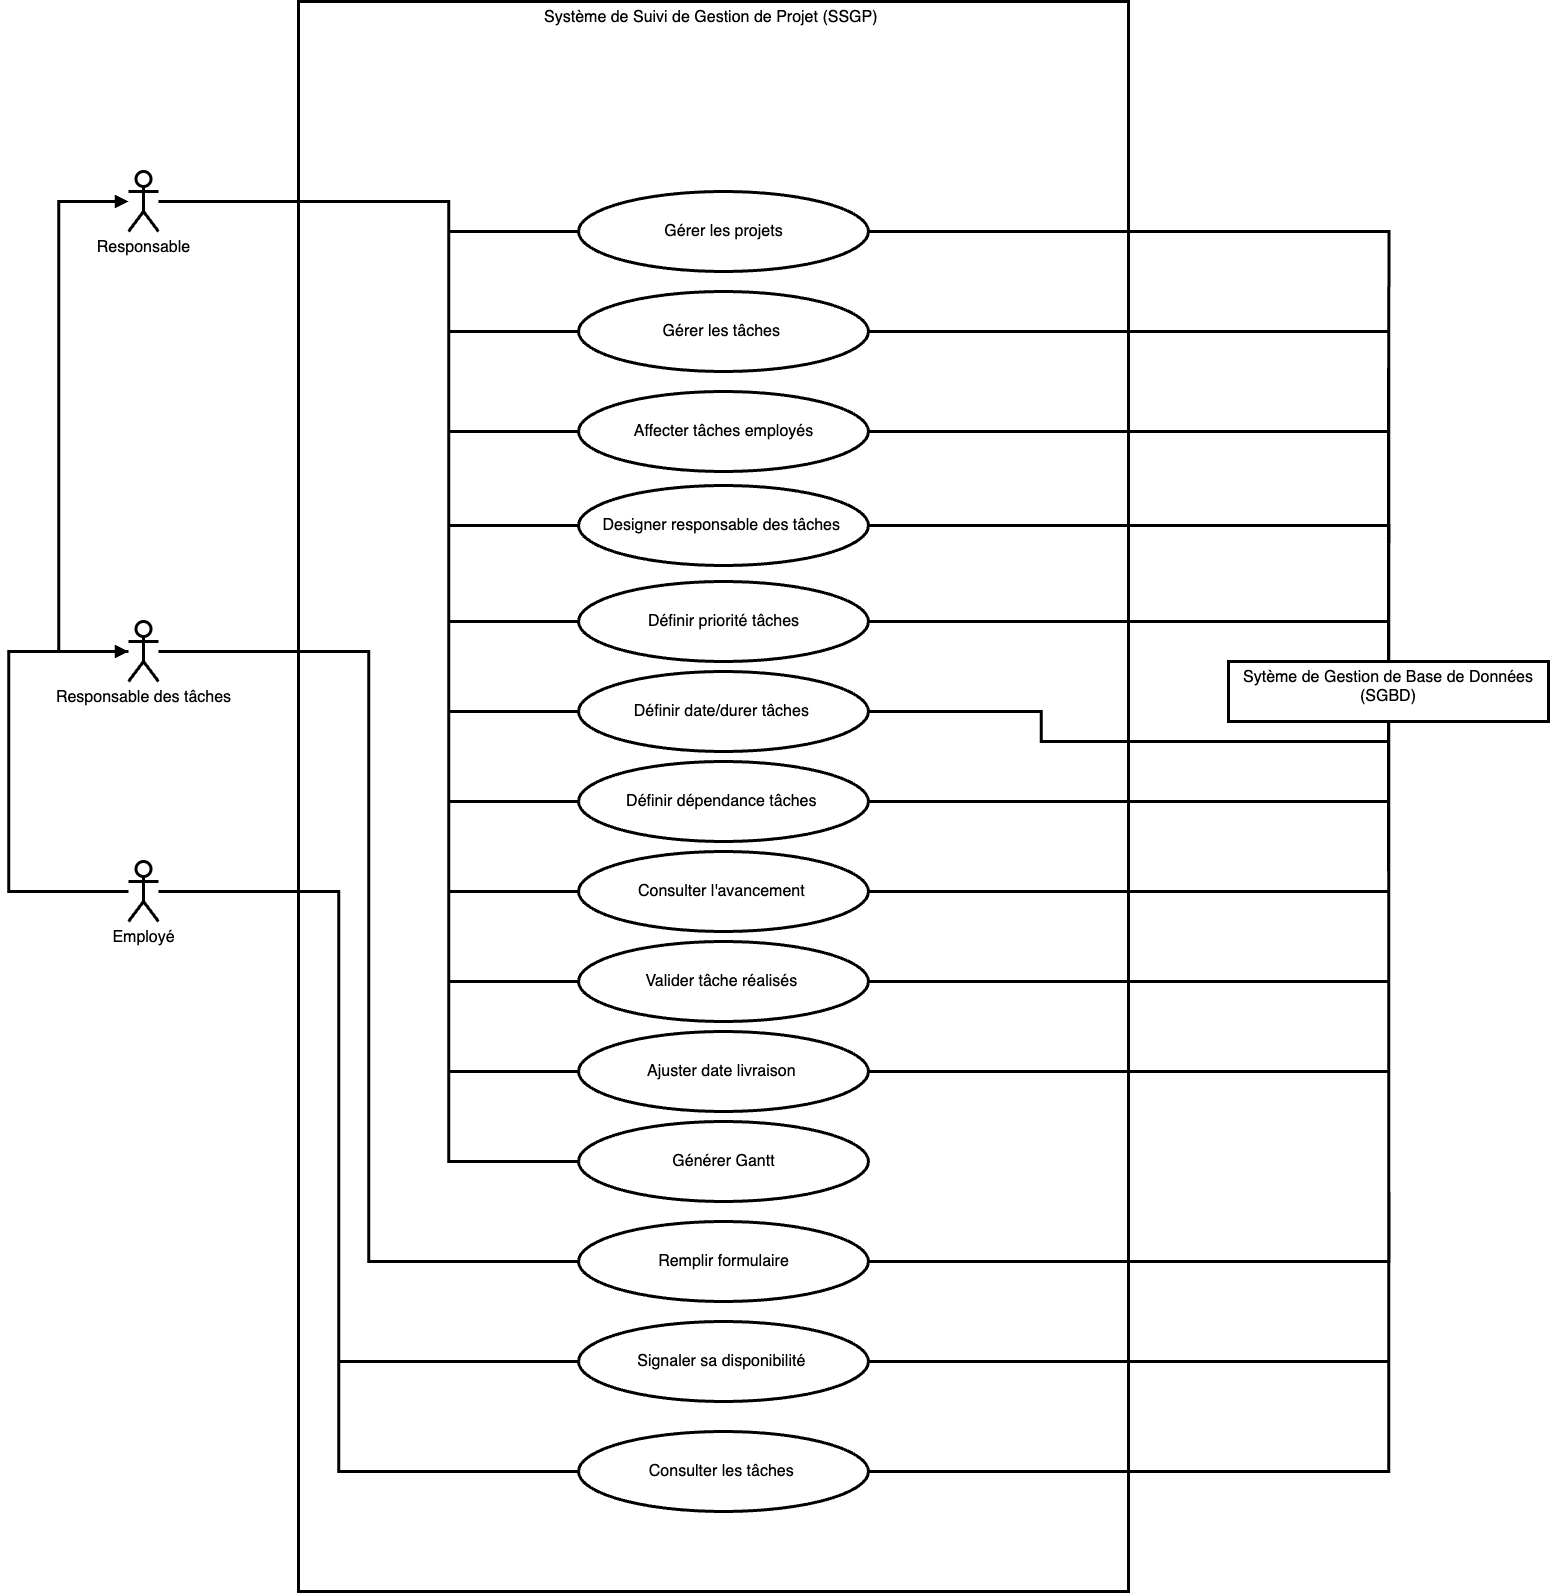 Système de Suivi de Gestion de Projet (SSGP)
Responsable
Gérer les projets
Gérer les tâches
Affecter tâches employés
Designer responsable des tâches
Définir priorité tâches
Responsable des tâches
Sytème de Gestion de Base de Données
(SGBD)
Définir date/durer tâches
Définir dépendance tâches
Consulter l'avancement
Employé
Valider tâche réalisés
Ajuster date livraison
Générer Gantt
Remplir formulaire
Signaler sa disponibilité
Consulter les tâches